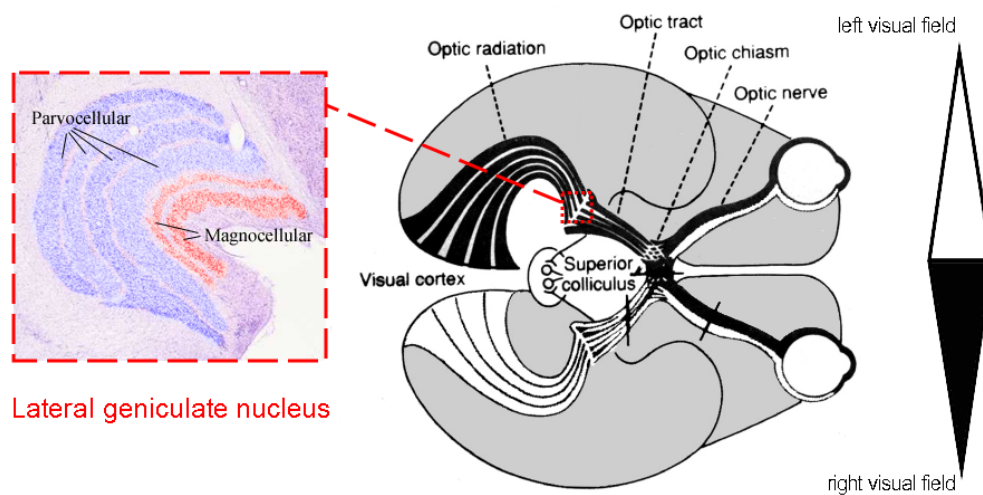 left visual field
Optic tract
Optic radiation
Optic chiasm
Optic nerve
Parvocellular
Magnocellular
Superior
colliculus
Visual cortex
Lateral geniculate nucleus
right visual field